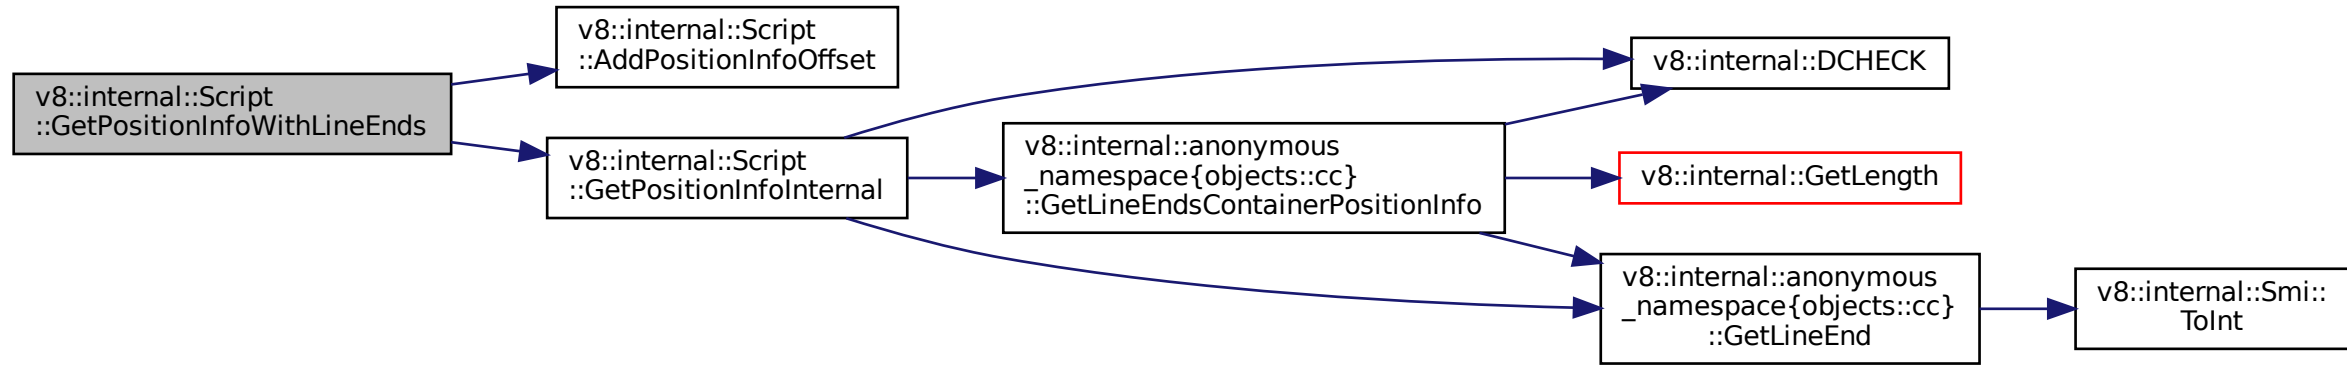 v8::internal::Script
::GetPositionInfoWithLineEnds
v8::internal::Script
::AddPositionInfoOffset
v8::internal::Script
::GetPositionInfoInternal
v8::internal::anonymous
_namespace{objects::cc}
::GetLineEndsContainerPositionInfo
v8::internal::DCHECK
v8::internal::GetLength
v8::internal::anonymous
_namespace{objects::cc}
::GetLineEnd
v8::internal::Smi::
ToInt